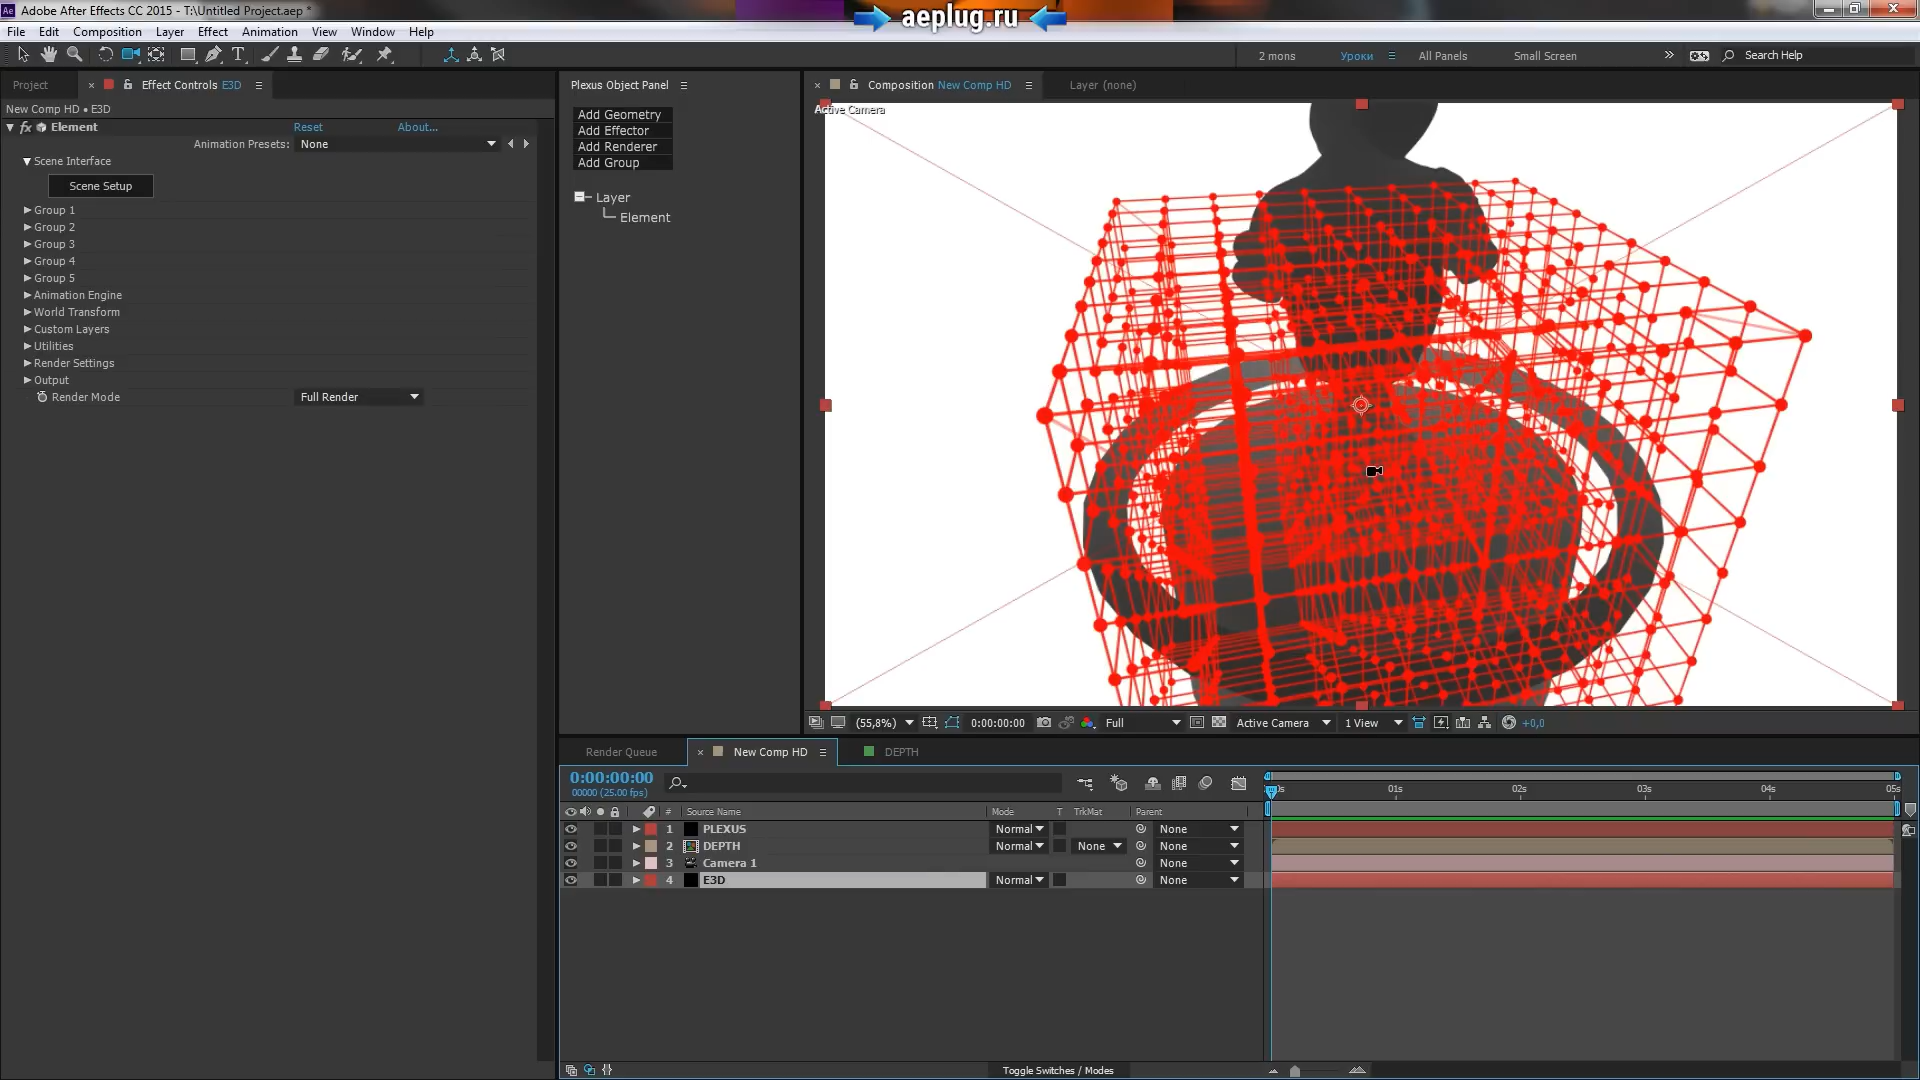 Adobe After Effects CC 2015 - T:\Untitled Project.aep *
aeplug.ru
File Edit Composition Layer Effect Animation View Window Help
2 mons Уроки All Panels Small Screen Search Help
Project Effect Controls E3D
New Comp HD • E3D
fx Element Reset About...
Animation Presets: None
Scene Interface
Scene Setup
Group 1
Group 2
Group 3
Group 4
Group 5
Animation Engine
World Transform
Custom Layers
Utilities
Render Settings
Output
Render Mode Full Render
Plexus Object Panel
Add Geometry
Add Effector
Add Renderer
Add Group
Layer
Element
Composition New Comp HD Layer (none)
Active Camera
(55,8%) 0:00:00:00 Full Active Camera 1 View +0,0
Render Queue New Comp HD DEPTH
0:00:00:00
00000 (25.00 fps)
01s 02s 03s 04s 05s
# Source Name Mode T TrkMat Parent
1 PLEXUS Normal None
2 DEPTH Normal None None
3 Camera 1 None
4 E3D Normal None
Toggle Switches / Modes